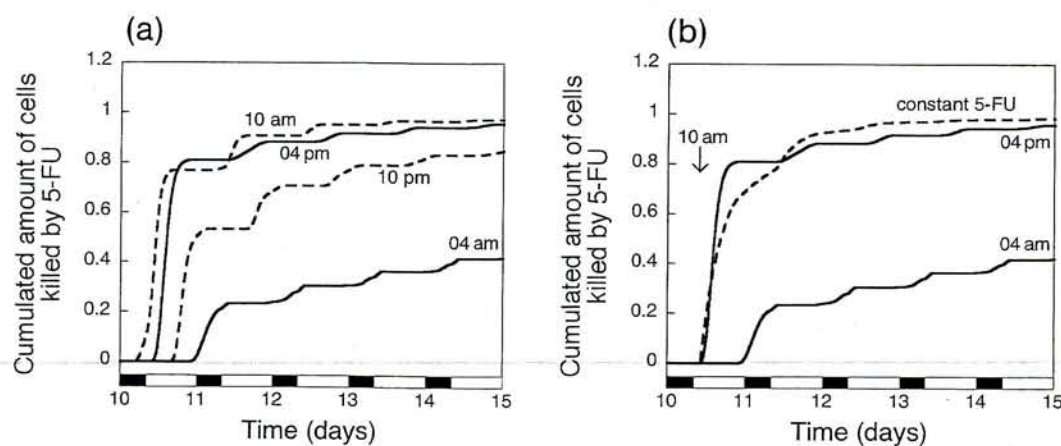 (a)
Cumulated amount of cells
killed by 5-FU
1.2
1
0.8
0.6
0.4
0.2
0
10 am
04 pm
10 pm
04 am
10 11 12 13 14 15
Time (days)
(b)
Cumulated amount of cells
killed by 5-FU
1.2
1
0.8
0.6
0.4
0.2
0
10 am
constant 5-FU
04 pm
04 am
10 11 12 13 14 15
Time (days)